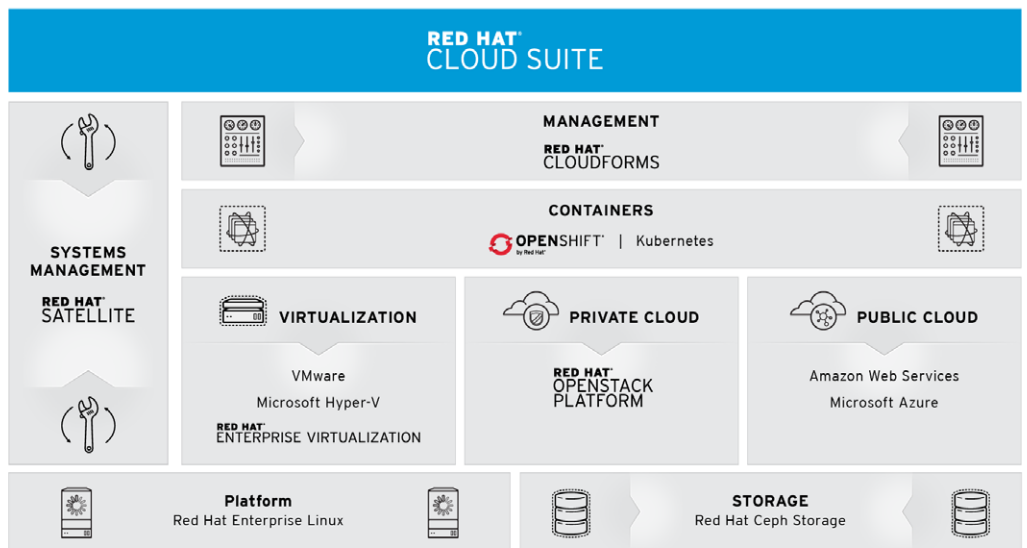 RED HAT®
CLOUD SUITE
SYSTEMS
MANAGEMENT
RED HAT®
SATELLITE
MANAGEMENT
RED HAT®
CLOUDFORMS
CONTAINERS
OPENSHIFT® | Kubernetes
by Red Hat®
VIRTUALIZATION
VMware
Microsoft Hyper-V
RED HAT®
ENTERPRISE VIRTUALIZATION
PRIVATE CLOUD
RED HAT®
OPENSTACK
PLATFORM
PUBLIC CLOUD
Amazon Web Services
Microsoft Azure
Platform
Red Hat Enterprise Linux
STORAGE
Red Hat Ceph Storage